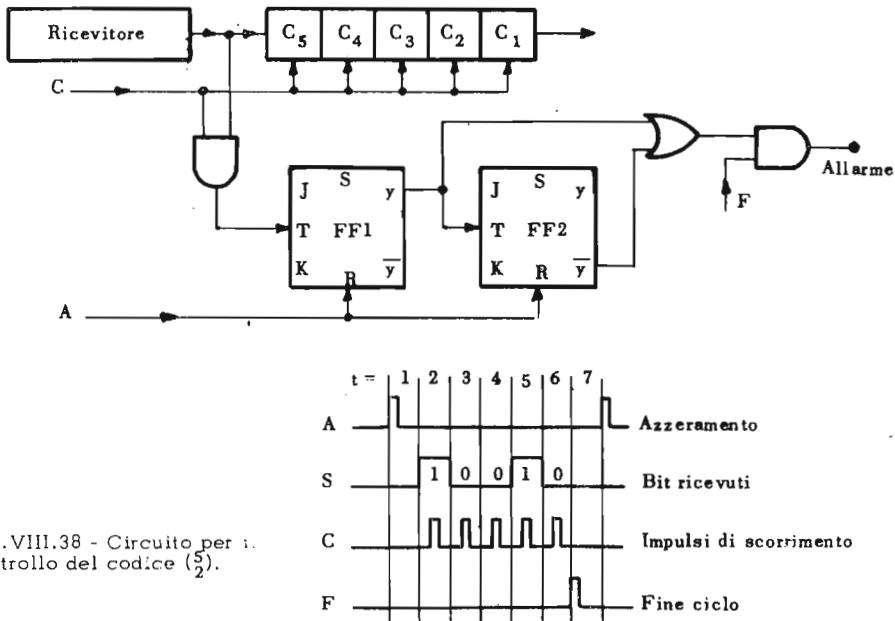 Ricevitore
C5 C4 C3 C2 C1
C
J S y
T FF1
K R y̅
J S y
T FF2
K R y̅
F
Allarme
A
t = 1 2 3 4 5 6 7
A Azzeramento
S 1 0 0 1 0 Bit ricevuti
C Impulsi di scorrimento
F Fine ciclo
.VIII.38 - Circuito per i
trollo del codice (5/2).